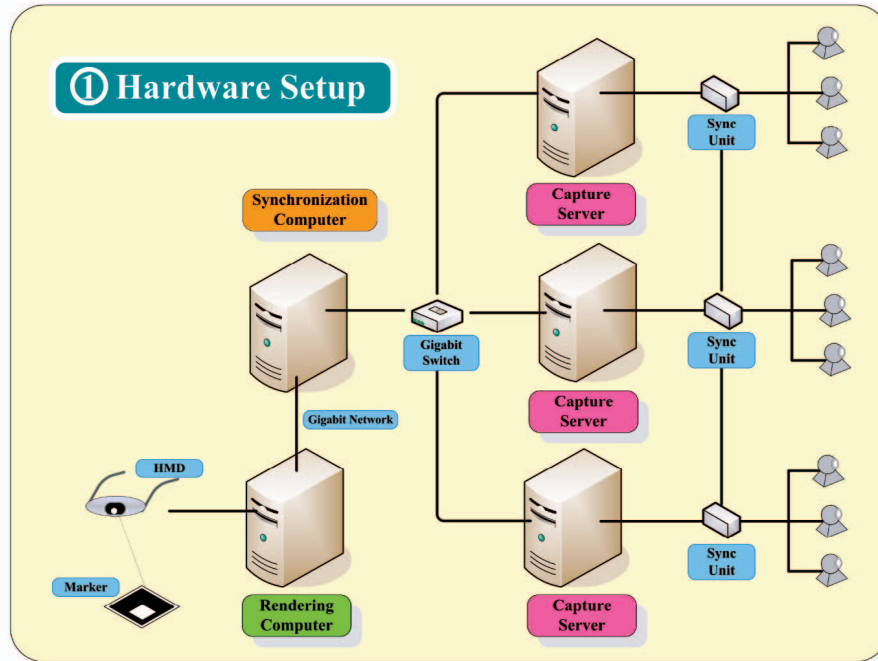 ① Hardware Setup
Sync
Unit
Capture
Server
Synchronization
Computer
Gigabit
Switch
Sync
Unit
Capture
Server
Gigabit Network
HMD
Marker
Rendering
Computer
Capture
Server
Sync
Unit